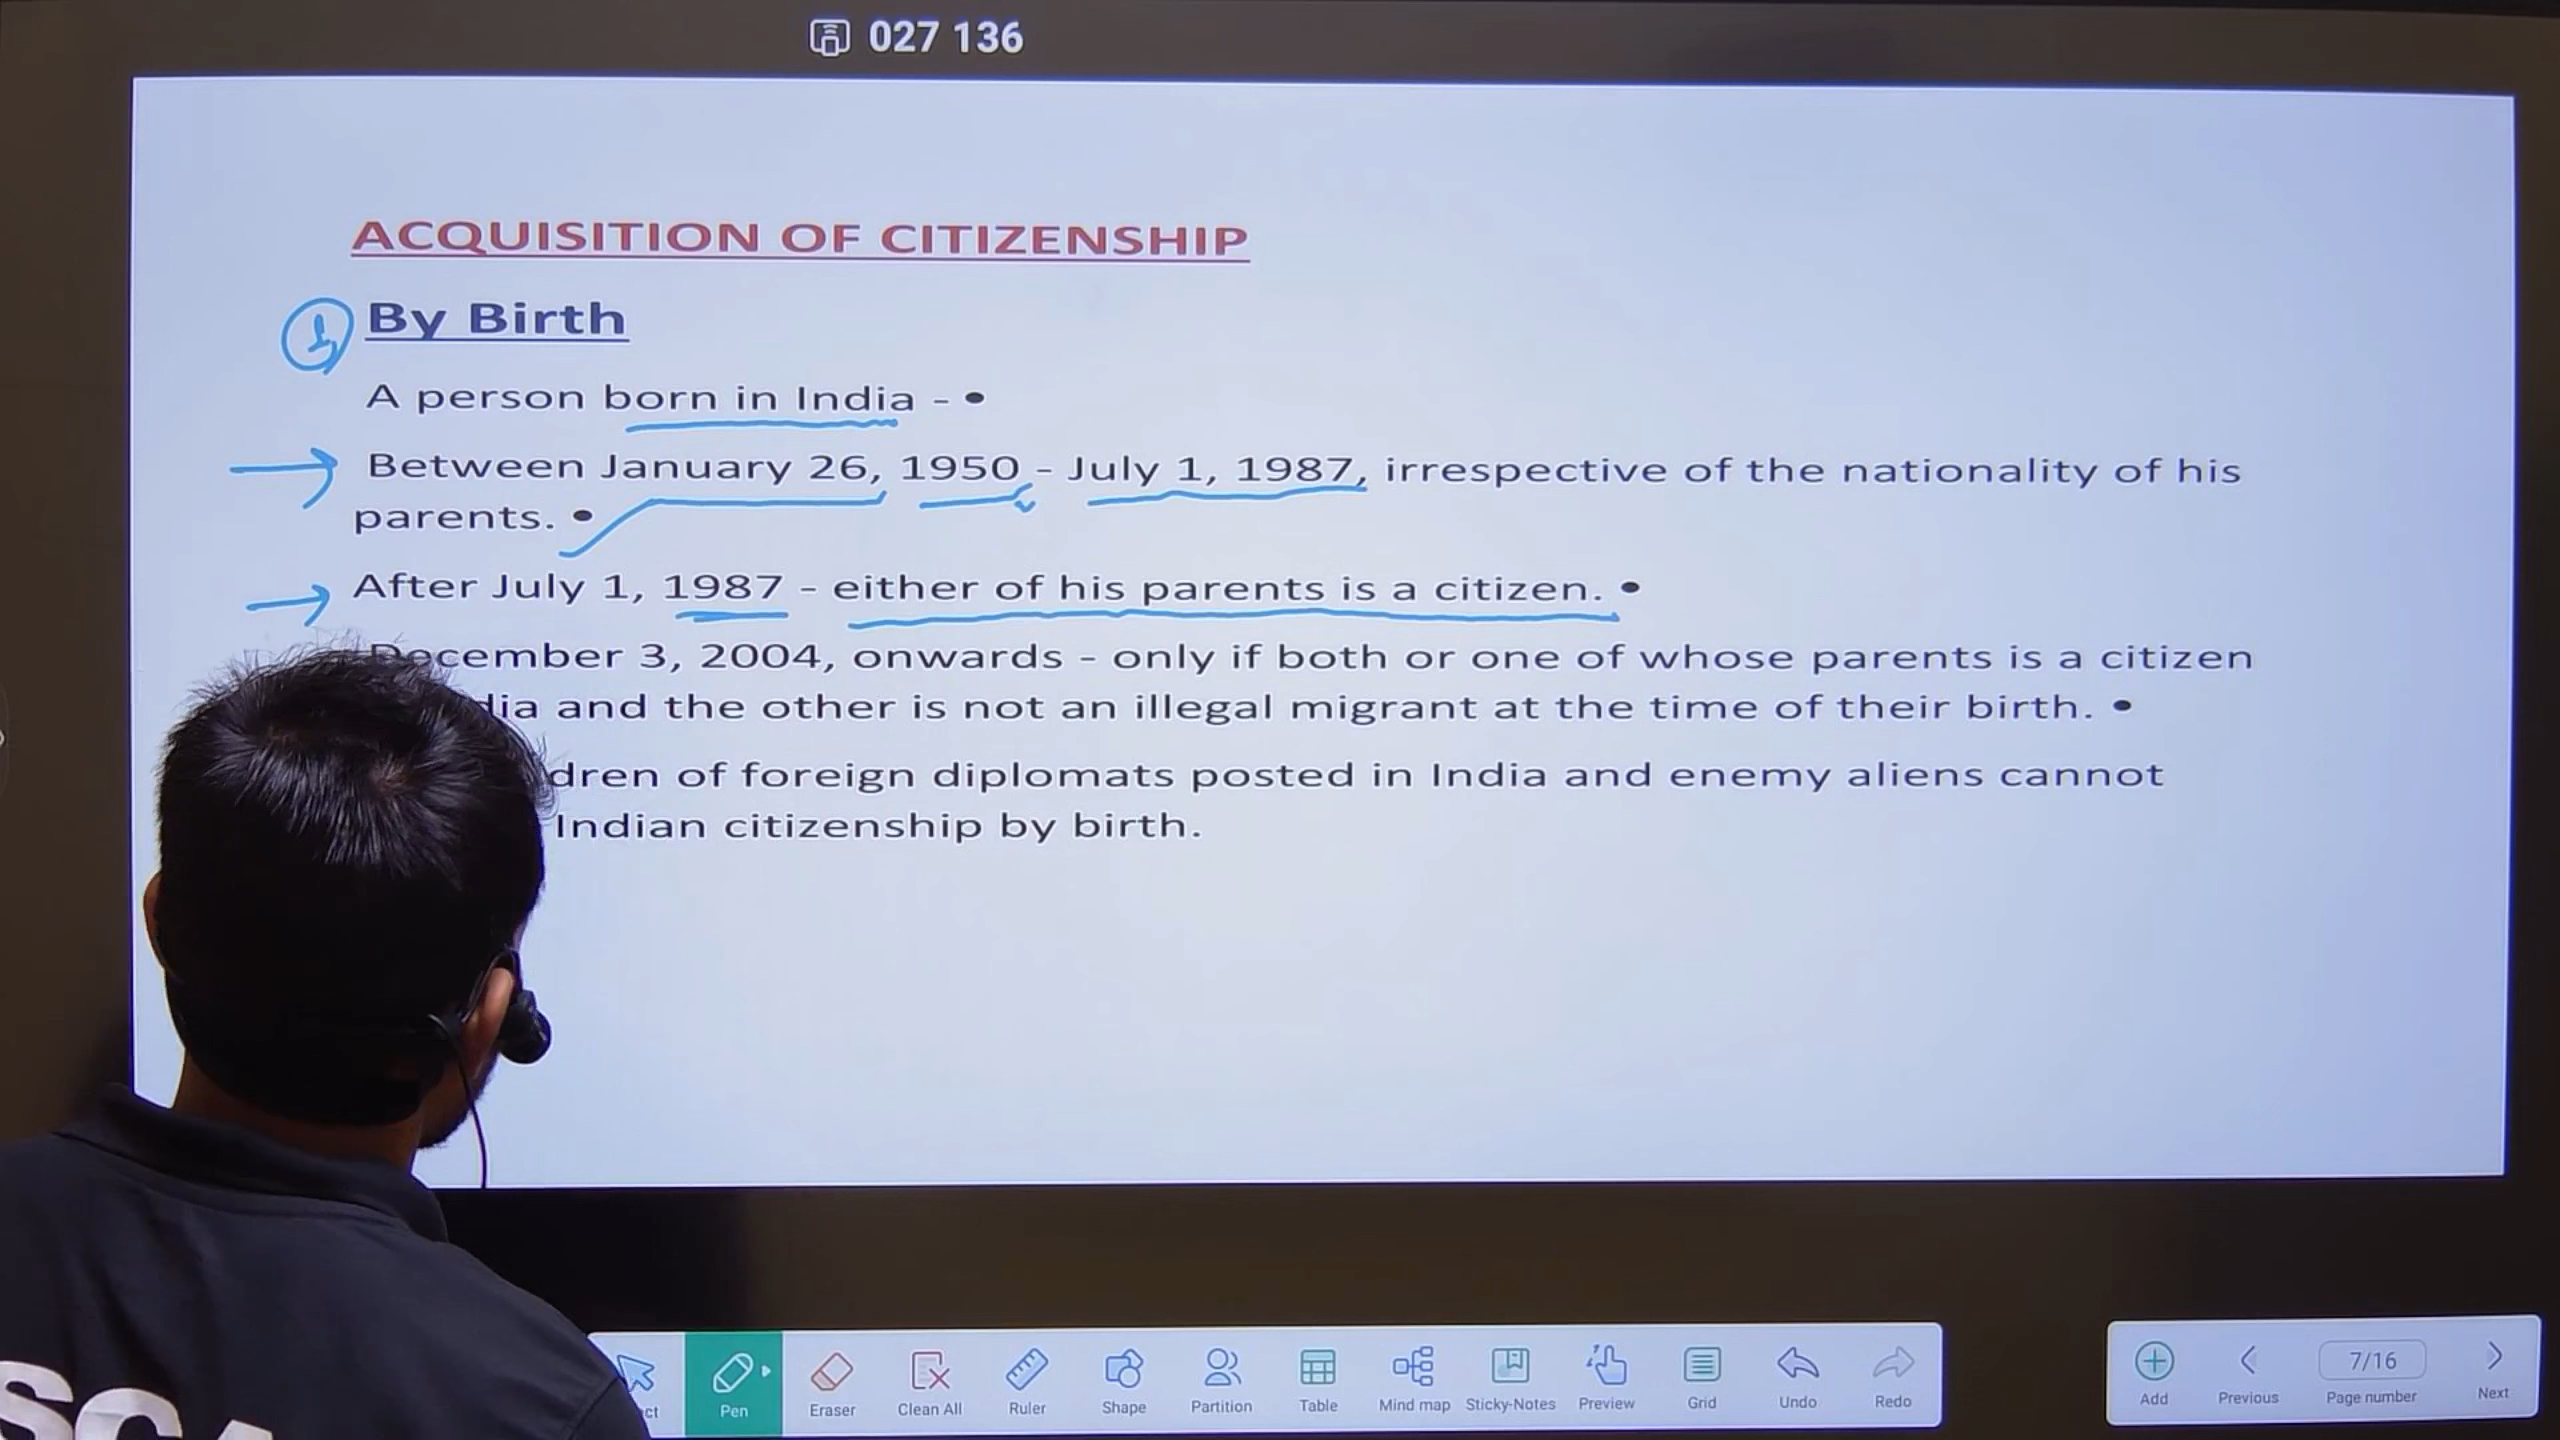 027 136
ACQUISITION OF CITIZENSHIP
1, By Birth
A person born in India - •
Between January 26, 1950 - July 1, 1987, irrespective of the nationality of his
parents. •
After July 1, 1987 - either of his parents is a citizen. •
December 3, 2004, onwards - only if both or one of whose parents is a citizen
and the other is not an illegal migrant at the time of their birth. •
of foreign diplomats posted in India and enemy aliens cannot
Indian citizenship by birth.
Pen Eraser Clean All Ruler Shape Partition Table Mind map Sticky-Notes Preview Grid Undo Redo
7/16
Add Previous Page number Next